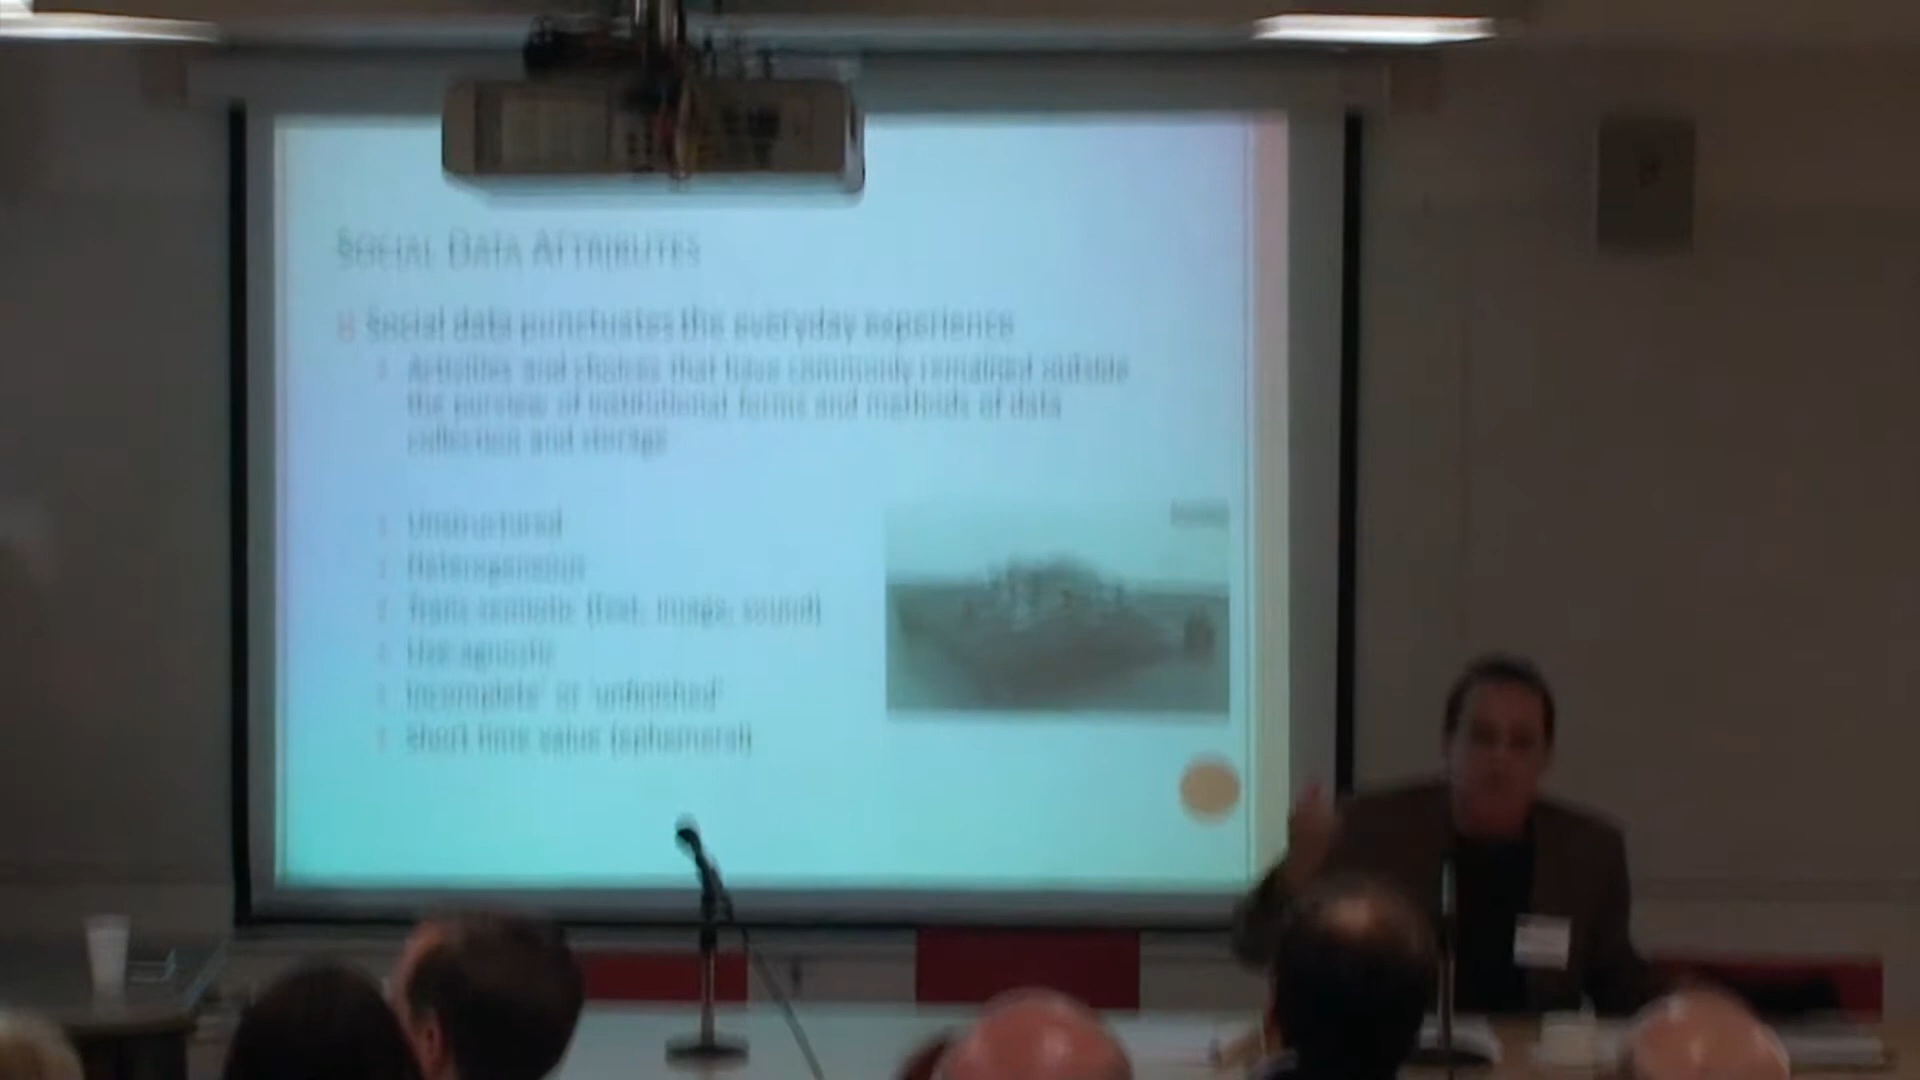 SOCIAL DATA ATTRIBUTES
Social data punctuates the everyday experience
Activities and choices that have commonly remained outside
the purview of institutional forms and methods of data
collection and storage
Unstructured
Heterogeneous
Trans-semiotic (text, image, sound)
Use agnostic
'Incomplete' or 'unfinished'
Short time value (ephemeral)